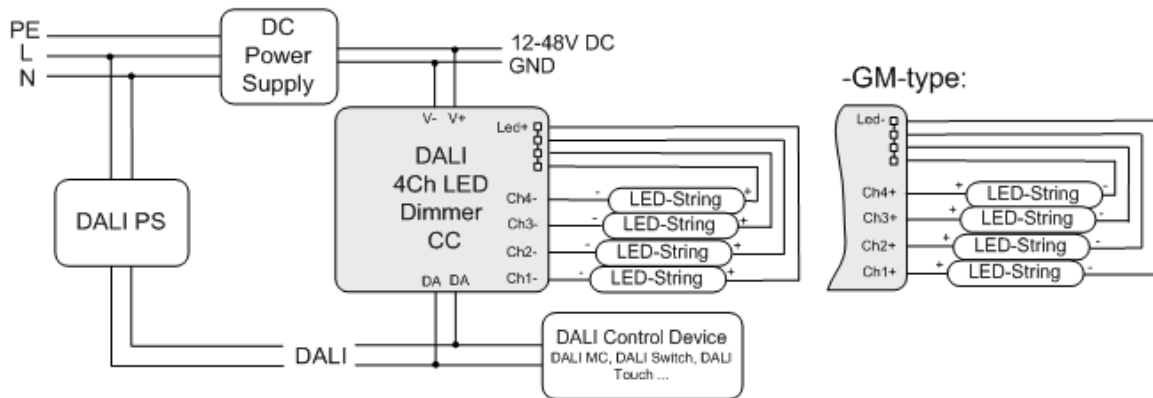 PE
L
N
DC
Power
Supply
12-48V DC
GND
V- V+
Led+
DALI
4Ch LED
Dimmer
CC
Ch4-
Ch3-
Ch2-
Ch1-
DA DA
- LED-String +
- LED-String +
- LED-String +
- LED-String +
DALI PS
DALI
DALI Control Device
DALI MC, DALI Switch, DALI
Touch ...
-GM-type:
Led-
Ch4+
Ch3+
Ch2+
Ch1+
+ LED-String -
+ LED-String -
+ LED-String -
+ LED-String -